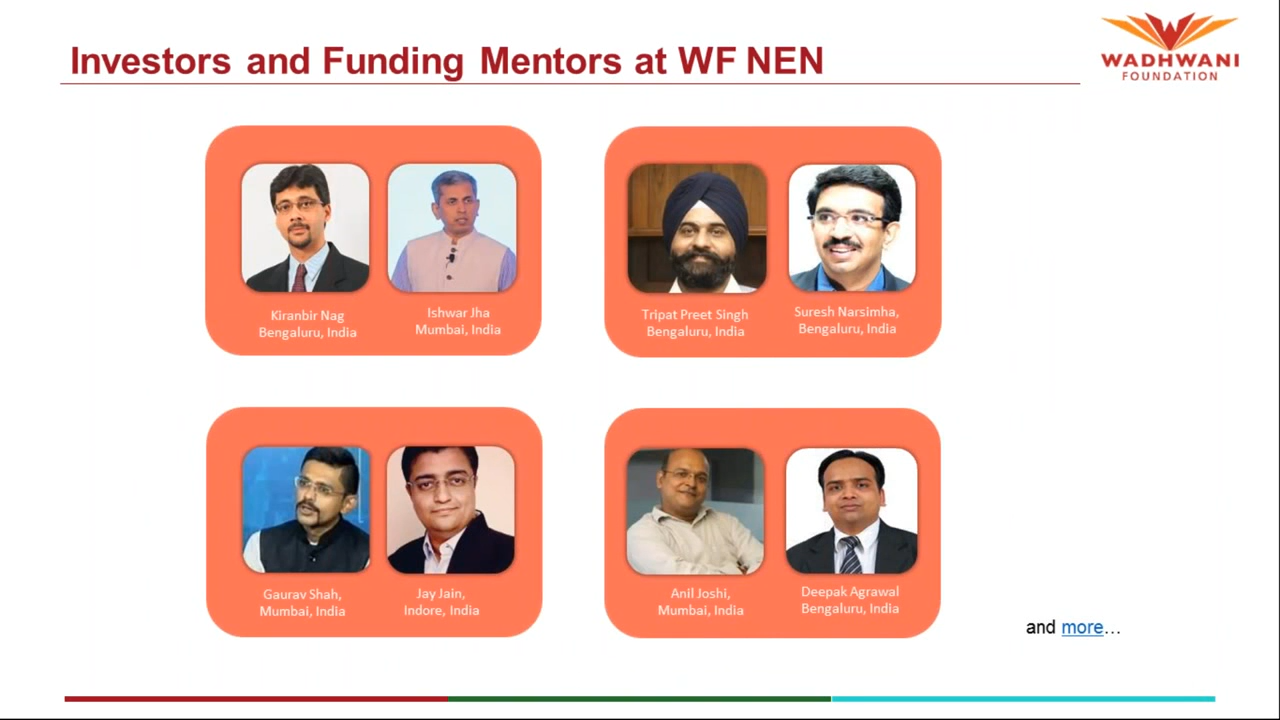 Investors and Funding Mentors at WF NEN
WADHWANI
FOUNDATION
Kiranbir Nag
Bengaluru, India
Ishwar Jha
Mumbai, India
Tripat Preet Singh
Bengaluru, India
Suresh Narsimha,
Bengaluru, India
Gaurav Shah,
Mumbai, India
Jay Jain,
Indore, India
Anil Joshi,
Mumbai, India
Deepak Agrawal
Bengaluru, India
and more...